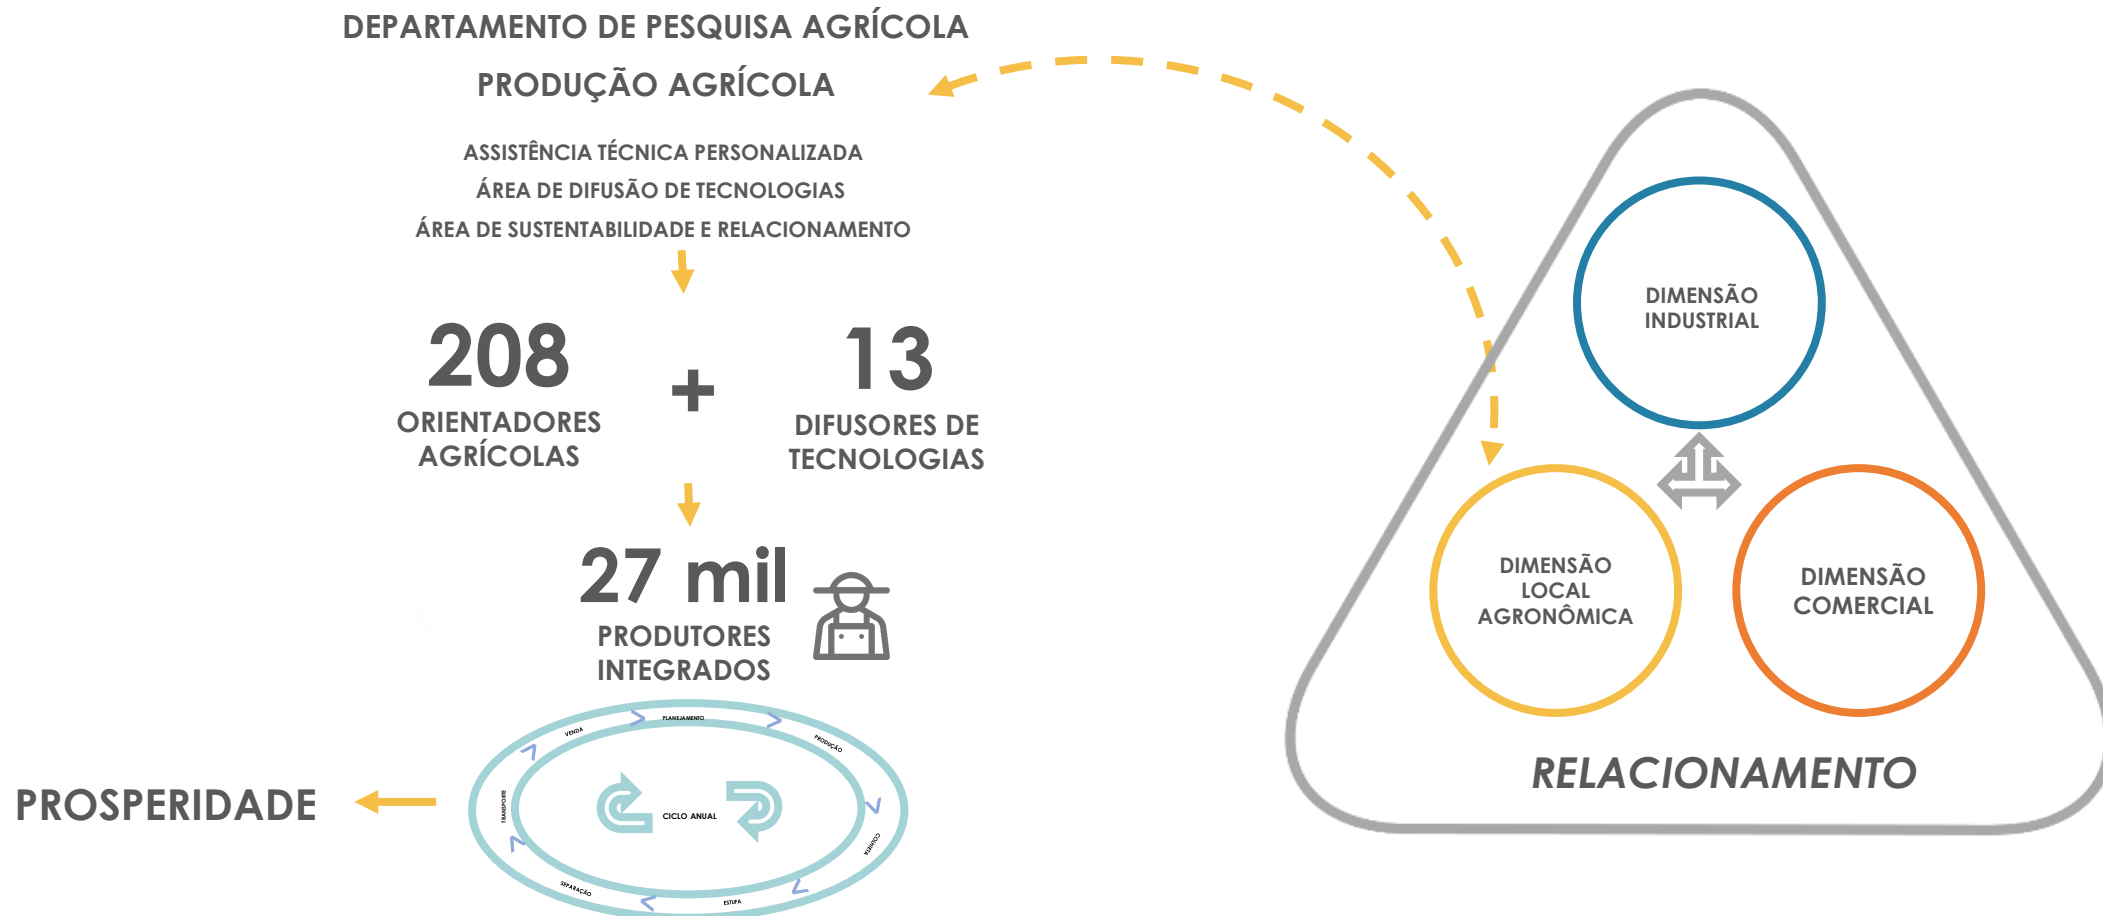 DEPARTAMENTO DE PESQUISA AGRÍCOLA
PRODUÇÃO AGRÍCOLA
ASSISTÊNCIA TÉCNICA PERSONALIZADA
ÁREA DE DIFUSÃO DE TECNOLOGIAS
ÁREA DE SUSTENTABILIDADE E RELACIONAMENTO
208
ORIENTADORES
AGRÍCOLAS
+
13
DIFUSORES DE
TECNOLOGIAS
27 mil
PRODUTORES
INTEGRADOS
PLANEJAMENTO
PRODUÇÃO
COLHEITA
ESTUFA
SEPARAÇÃO
TRANSPORTE
VENDA
CICLO ANUAL
PROSPERIDADE
DIMENSÃO
INDUSTRIAL
DIMENSÃO
LOCAL
AGRONÔMICA
DIMENSÃO
COMERCIAL
RELACIONAMENTO